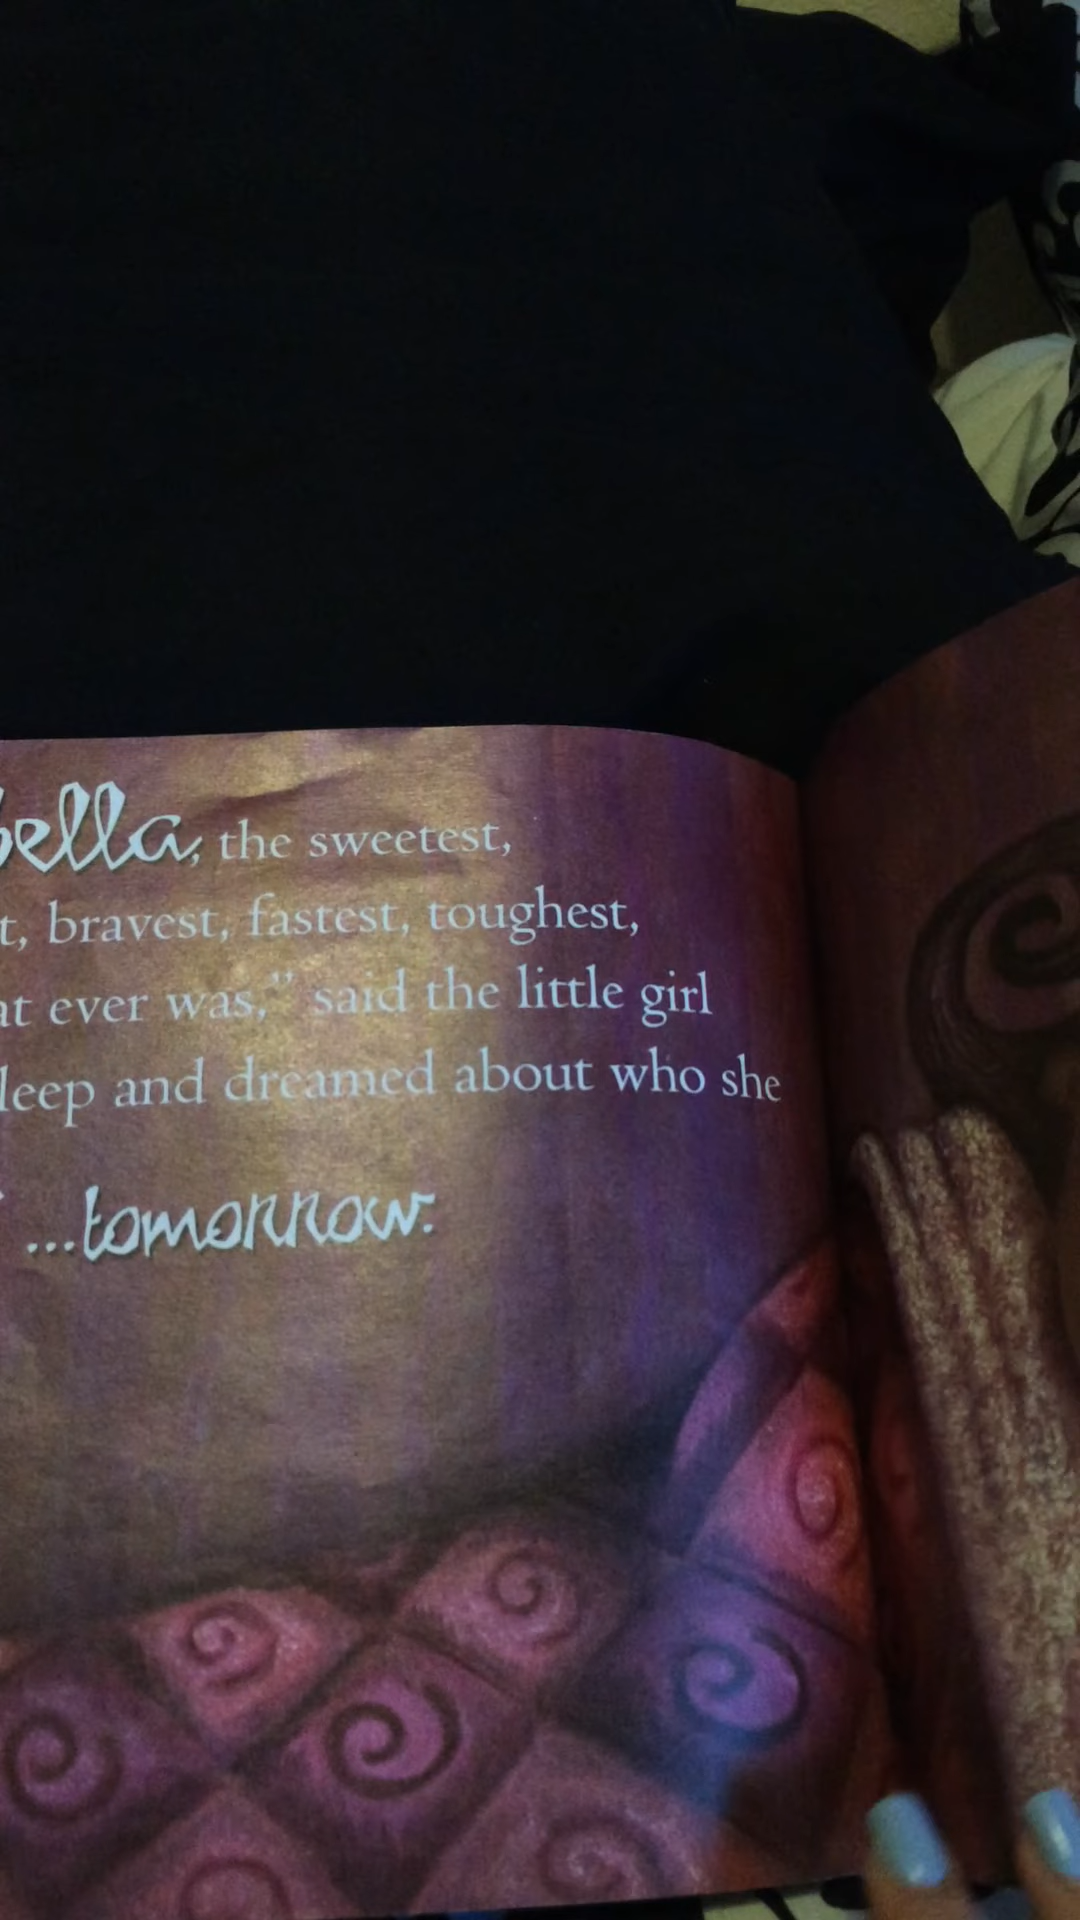 bella, the sweetest,
t, bravest, fastest, toughest,
at ever was,” said the little girl
leep and dreamed about who she
...tomorrow.